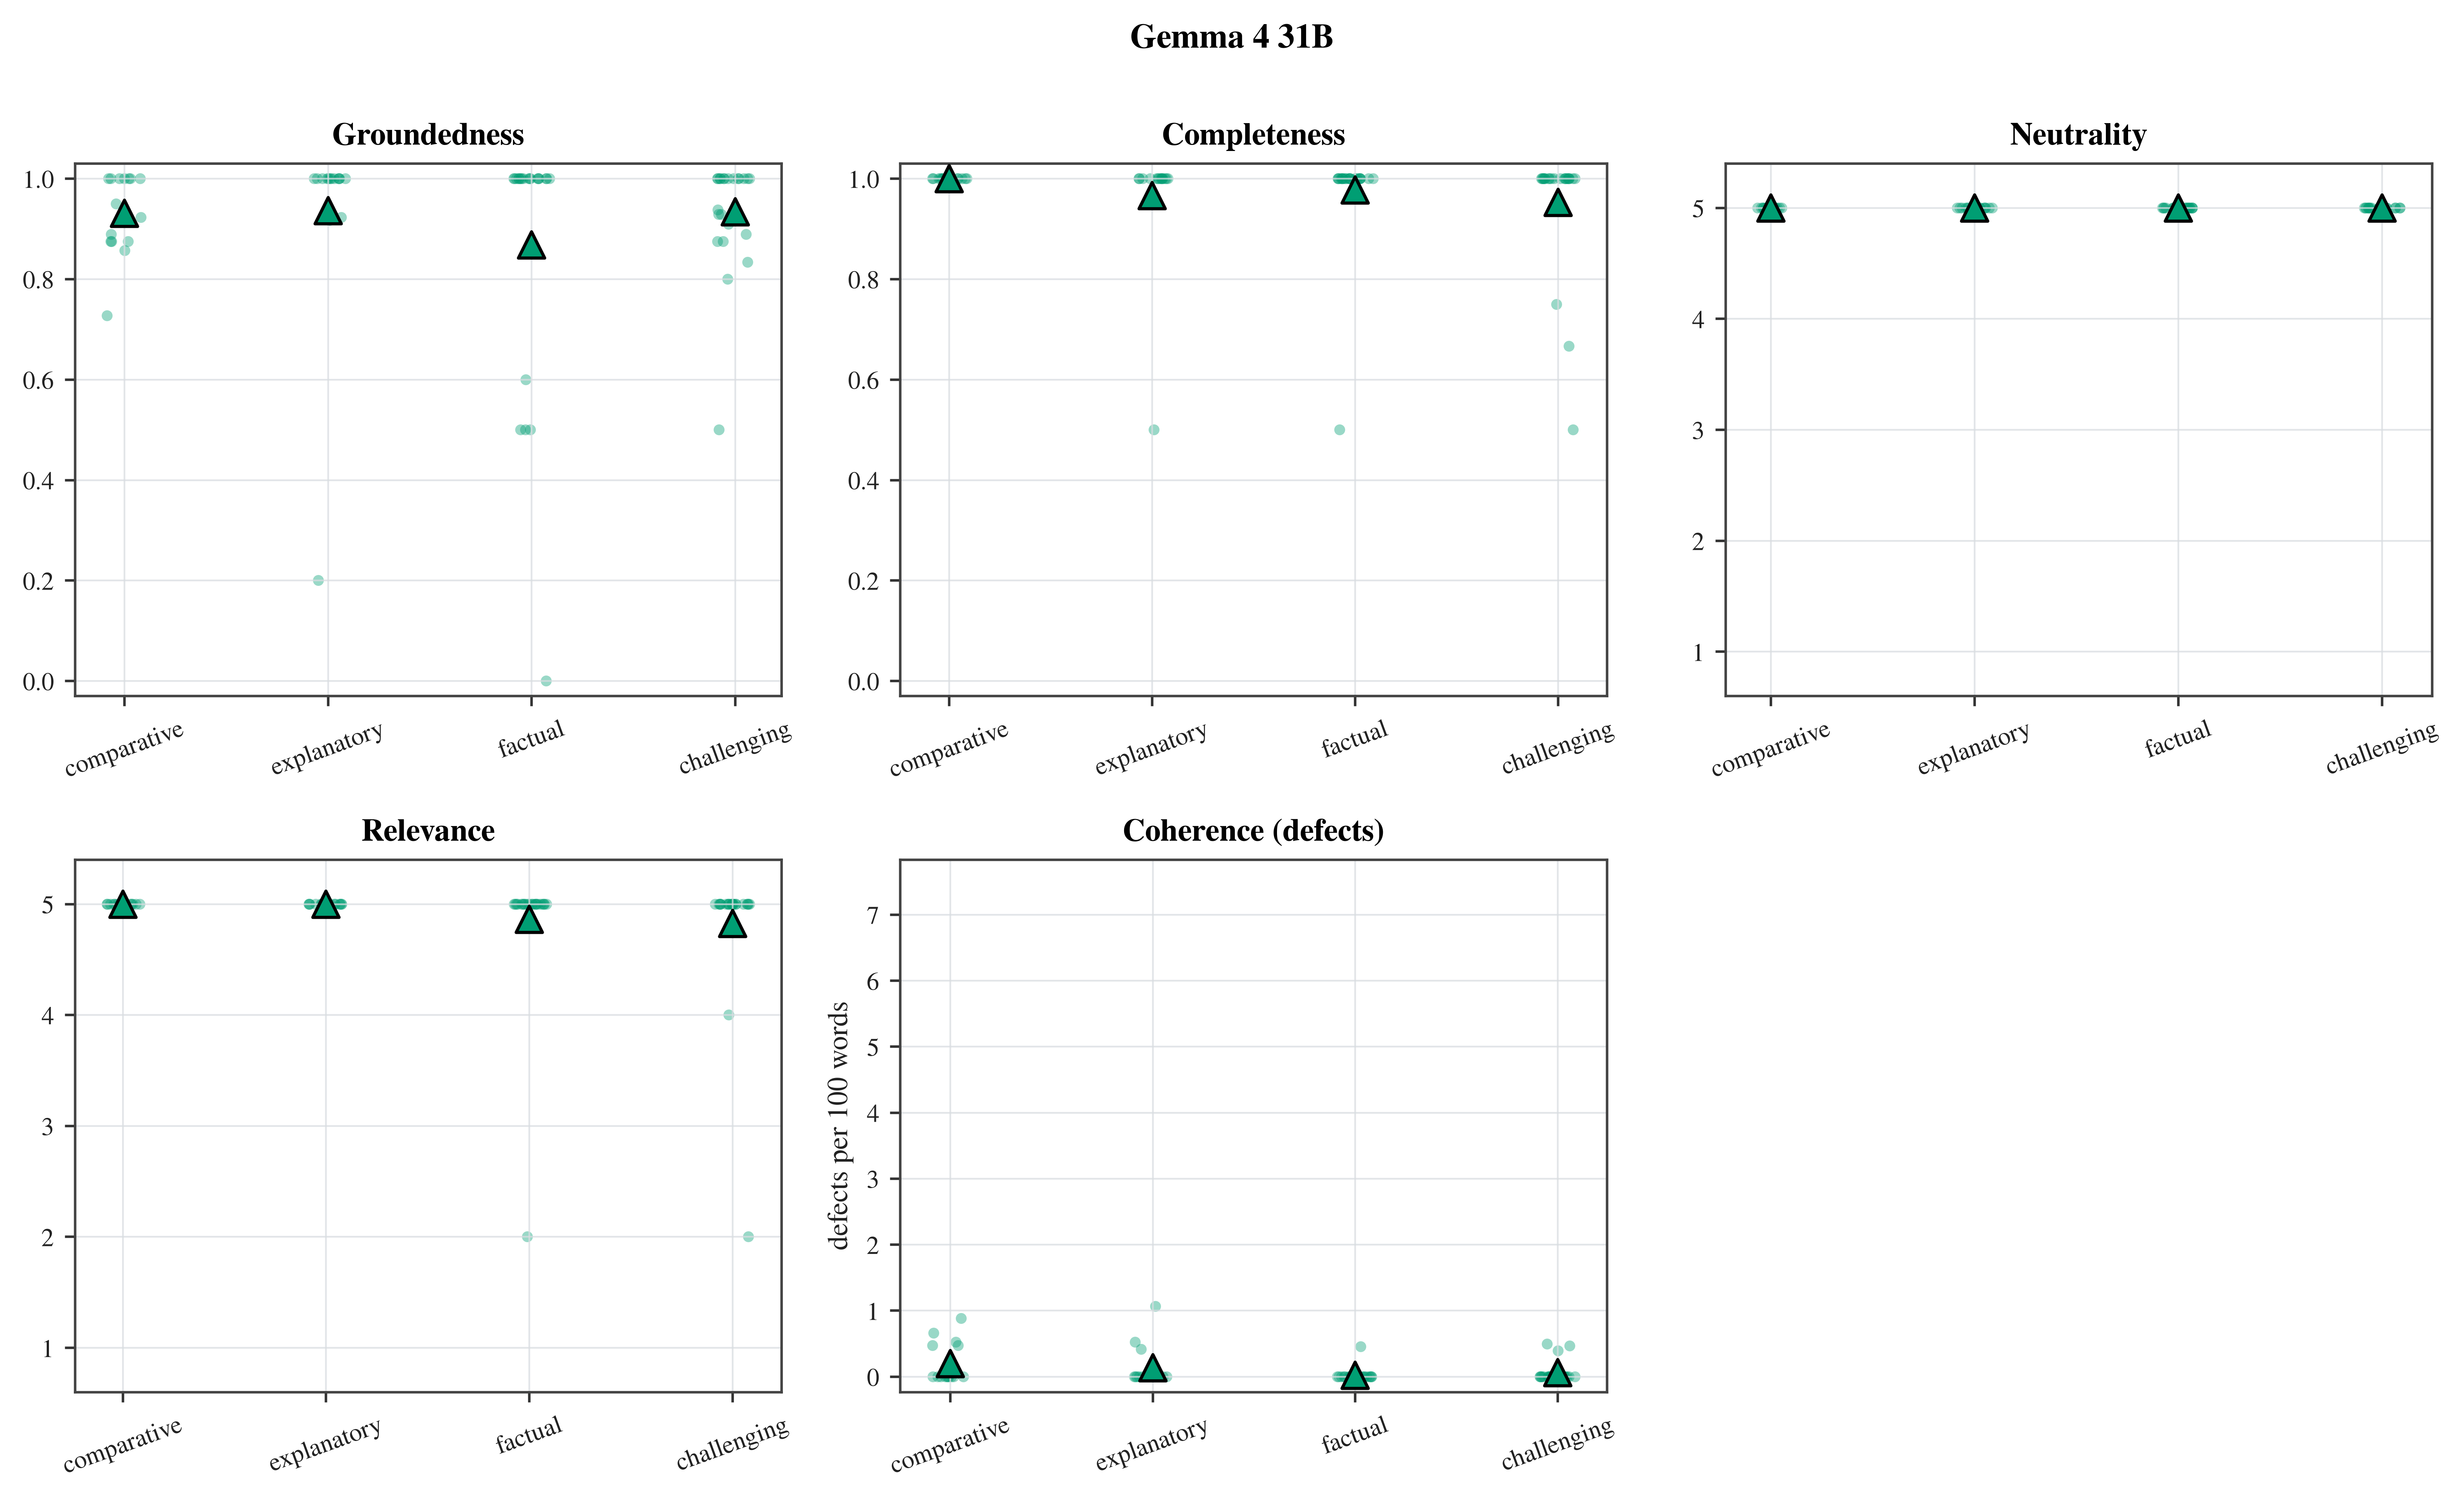 Gemma 4 31B
Groundedness
1.0
0.8
0.6
0.4
0.2
0.0
comparative
explanatory
factual
challenging
Completeness
1.0
0.8
0.6
0.4
0.2
0.0
comparative
explanatory
factual
challenging
Neutrality
5
4
3
2
1
comparative
explanatory
factual
challenging
Relevance
5
4
3
2
1
comparative
explanatory
factual
challenging
Coherence (defects)
defects per 100 words
7
6
5
4
3
2
1
0
comparative
explanatory
factual
challenging